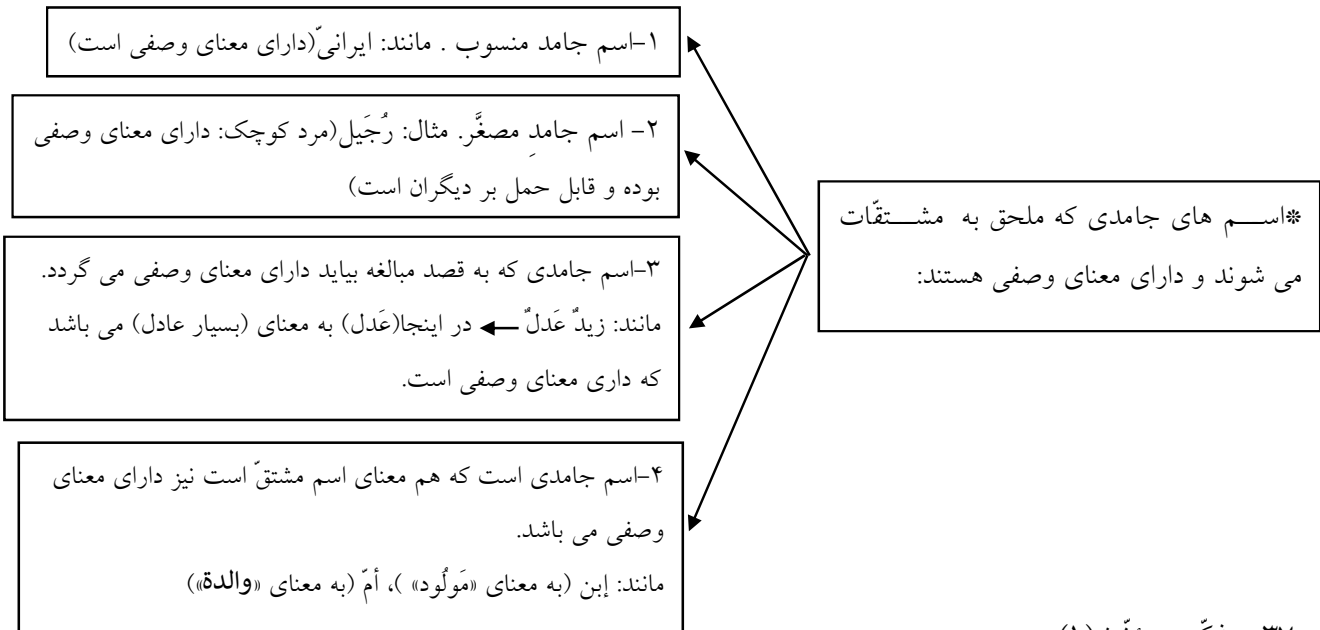 *اســـم های جامدی که ملحق به مشـــتقّات
می شوند و دارای معنای وصفی هستند:
۱-اسم جامد منسوب . مانند: ایرانیّ(دارای معنای وصفی است)
۲- اسم جامدِ مصغَّر. مثال: رُجَیل(مرد کوچک: دارای معنای وصفی
بوده و قابل حمل بر دیگران است)
۳-اسم جامدی که به قصد مبالغه بیاید دارای معنای وصفی می گردد.
مانند: زیدٌ عَدلٌ ← در اینجا(عَدل) به معنای (بسیار عادل) می باشد
که داری معنای وصفی است.
۴-اسم جامدی است که هم معنای اسم مشتقّ است نیز دارای معنای
وصفی می باشد.
مانند: إبن (به معنای «مَولُود» )، أمّ (به معنای «والدة»)